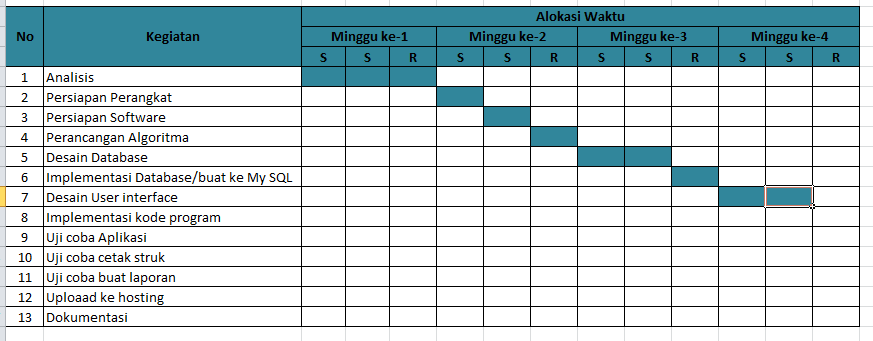 Alokasi Waktu
No Kegiatan Minggu ke-1 Minggu ke-2 Minggu ke-3 Minggu ke-4
S S R S S R S S R S S R
1 Analisis
2 Persiapan Perangkat
3 Persiapan Software
4 Perancangan Algoritma
5 Desain Database
6 Implementasi Database/buat ke My SQL
7 Desain User interface
8 Implementasi kode program
9 Uji coba Aplikasi
10 Uji coba cetak struk
11 Uji coba buat laporan
12 Uploaad ke hosting
13 Dokumentasi